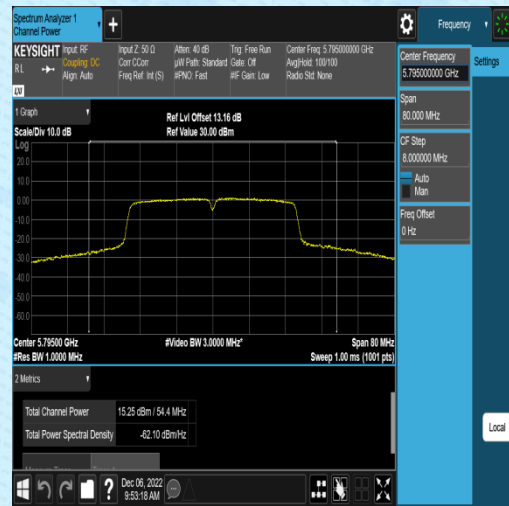 Spectrum Analyzer 1
Channel Power
Frequency
KEYSIGHT
RL
LXI
Input: RF
Coupling: DC
Align: Auto
Input Z: 50 Ω
Corr CCorr
Freq Ref: Int (S)
Atten: 40 dB
µW Path: Standard
#PNO: Fast
Trig: Free Run
Gate: Off
#IF Gain: Low
Center Freq: 5.795000000 GHz
Avg|Hold: 100/100
Radio Std: None
Center Frequency
5.795000000 GHz
Settings
Span
80.000 MHz
CF Step
8.000000 MHz
Auto
Man
Freq Offset
0 Hz
1 Graph
Scale/Div 10.0 dB
Ref Lvl Offset 13.16 dB
Ref Value 30.00 dBm
Log
20.0
10.0
0.00
-10.0
-20.0
-30.0
-40.0
-50.0
-60.0
Center 5.79500 GHz
#Video BW 3.0000 MHz*
Span 80 MHz
#Res BW 1.0000 MHz
Sweep 1.00 ms (1001 pts)
2 Metrics
Total Channel Power
15.25 dBm / 54.4 MHz
Total Power Spectral Density
-62.10 dBm/Hz
Local
Dec 06, 2022
9:53:18 AM